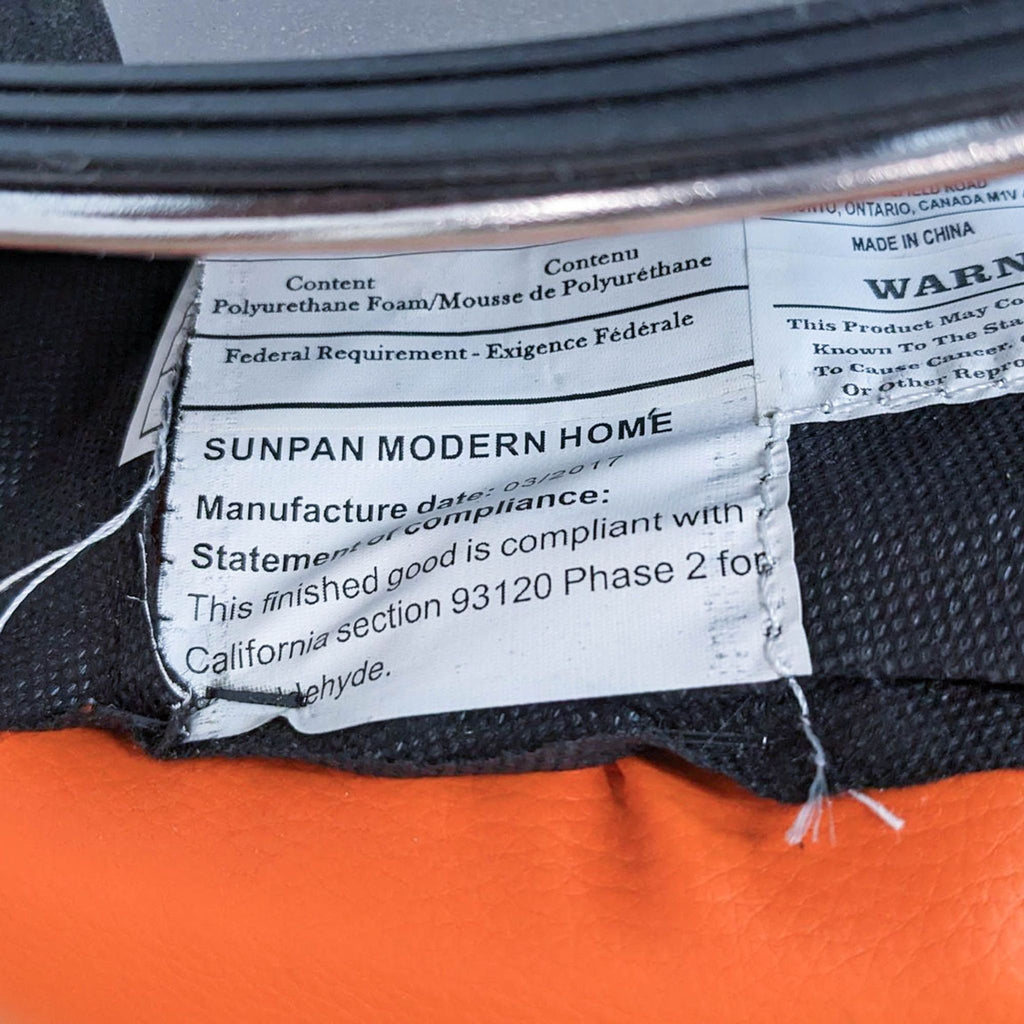 Content Contenu
Polyurethane Foam/Mousse de Polyuréthane
Federal Requirement - Exigence Fédérale
SUNPAN MODERN HOME
Manufacture date: 03/2017
Statement of compliance:
This finished good is compliant with
California section 93120 Phase 2 for
ehyde.
ROAD
ONTARIO, CANADA M1V
MADE IN CHINA
WARN
This Product May Co
Known To The Sta
To Cause Cancer,
Or Other Repro